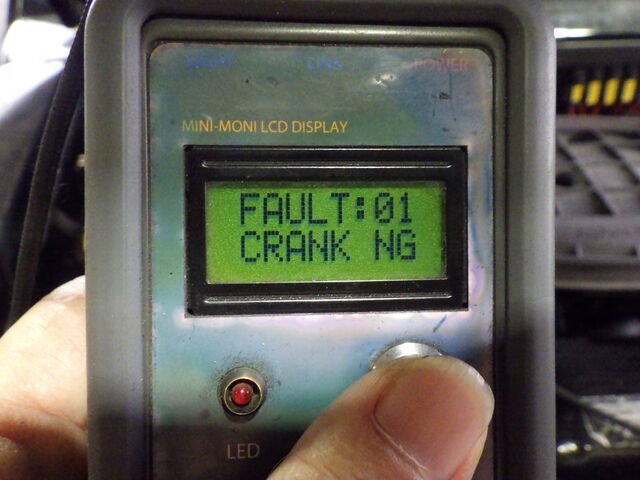 LINK POWER
MINI-MONI LCD DISPLAY
FAULT:01
CRANK NG
LED